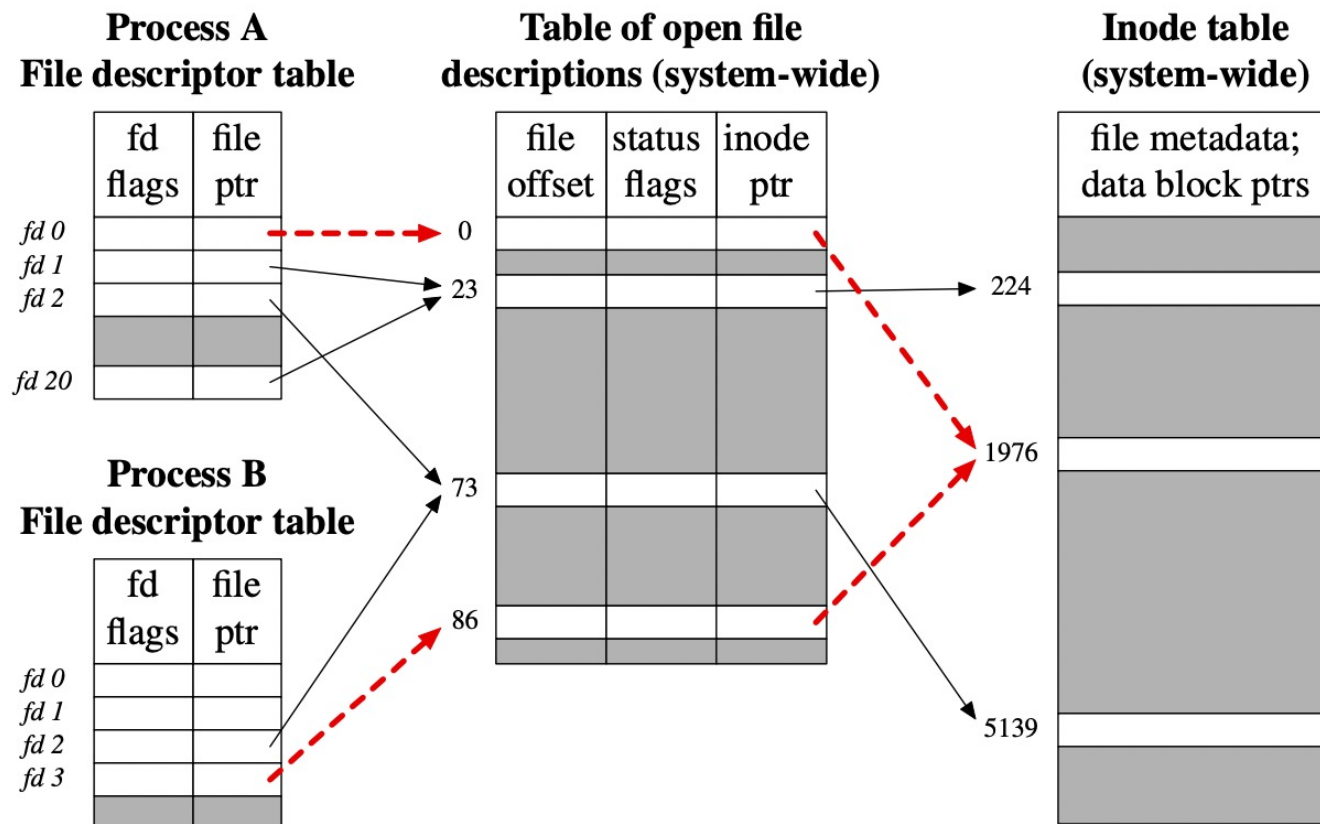 Process A
File descriptor table
fd
flags
file
ptr
fd 0
fd 1
fd 2
fd 20
Process B
File descriptor table
fd
flags
file
ptr
fd 0
fd 1
fd 2
fd 3
Table of open file
descriptions (system-wide)
file
offset
status
flags
inode
ptr
0
23
73
86
Inode table
(system-wide)
file metadata;
data block ptrs
224
1976
5139